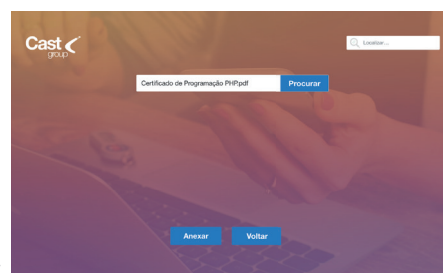 Cast
group
Localizar...
Certificado de Programação PHP.pdf
Procurar
Anexar
Voltar